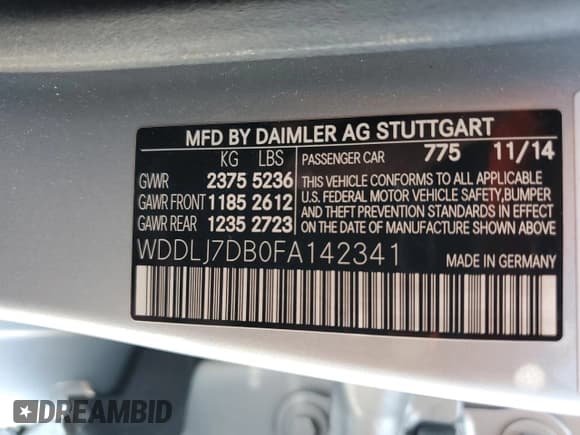 MFD BY DAIMLER AG STUTTGART
KG LBS PASSENGER CAR 775 11/14
GVWR 2375 5236 THIS VEHICLE CONFORMS TO ALL APPLICABLE
GAWR FRONT 1185 2612 U.S. FEDERAL MOTOR VEHICLE SAFETY,BUMPER
GAWR REAR 1235 2723 AND THEFT PREVENTION STANDARDS IN EFFECT
ON THE DATE OF MANUFACTURE SHOWN ABOVE
WDDLJ7DB0FA142341 MADE IN GERMANY
DREAMBID